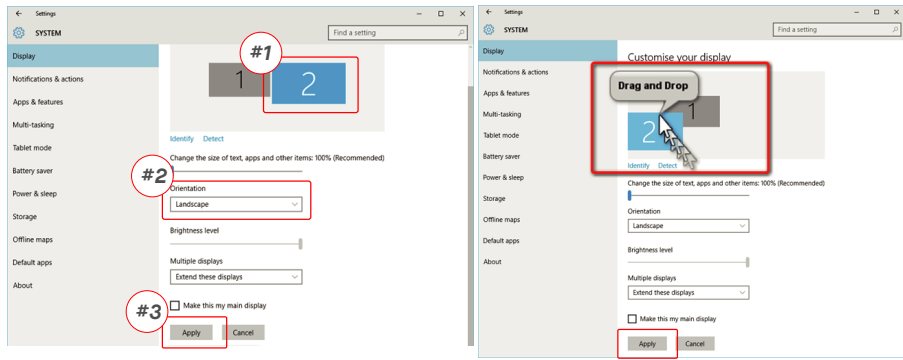 Settings
SYSTEM
Find a setting
Display
Notifications & actions
Apps & features
Multi-tasking
Tablet mode
Battery saver
Power & sleep
Storage
Offline maps
Default apps
About
#1
1
2
Identify Detect
Change the size of text, apps and other items: 100% (Recommended)
#2
Orientation
Landscape
Brightness level
Multiple displays
Extend these displays
#3
Make this my main display
Apply Cancel
Settings
SYSTEM
Find a setting
Display
Notifications & actions
Apps & features
Multi-tasking
Tablet mode
Battery saver
Power & sleep
Storage
Offline maps
Default apps
About
Customise your display
Drag and Drop
1
2
Identify Detect
Change the size of text, apps and other items: 100% (Recommended)
Orientation
Landscape
Brightness level
Multiple displays
Extend these displays
Make this my main display
Apply Cancel